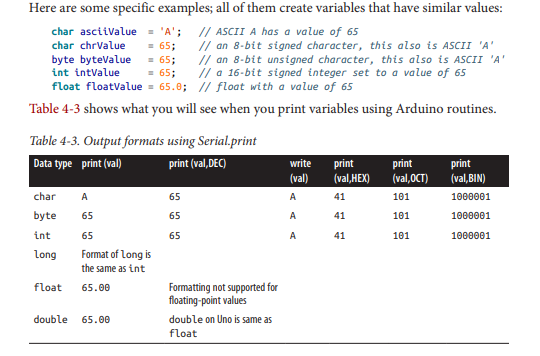 Here are some specific examples; all of them create variables that have similar values:
char asciiValue = 'A'; // ASCII A has a value of 65
char chrValue = 65; // an 8-bit signed character, this also is ASCII 'A'
byte byteValue = 65; // an 8-bit unsigned character, this also is ASCII 'A'
int intValue = 65; // a 16-bit signed integer set to a value of 65
float floatValue = 65.0; // float with a value of 65
Table 4-3 shows what you will see when you print variables using Arduino routines.
Table 4-3. Output formats using Serial.print
Data type print (val) print (val,DEC) write (val) print (val,HEX) print (val,OCT) print (val,BIN)
char A 65 A 41 101 1000001
byte 65 65 A 41 101 1000001
int 65 65 A 41 101 1000001
long Format of long is
the same as int
float 65.00 Formatting not supported for
floating-point values
double 65.00 double on Uno is same as
float